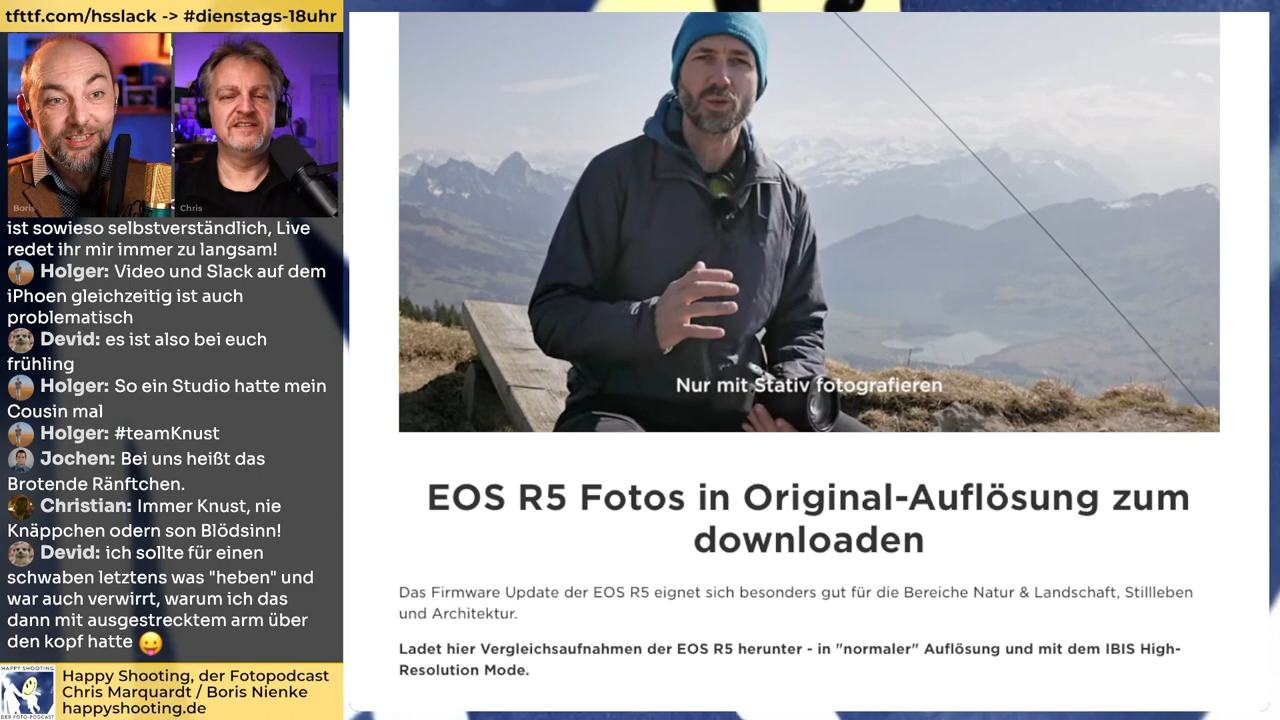 tfttf.com/hsslack -> #dienstags-18uhr
Boris
Chris
ist sowieso selbstverständlich, Live
redet ihr mir immer zu langsam!
Holger: Video und Slack auf dem
iPhoen gleichzeitig ist auch
problematisch
Devid: es ist also bei euch
frühling
Holger: So ein Studio hatte mein
Cousin mal
Holger: #teamKnust
Jochen: Bei uns heißt das
Brotende Ränftchen.
Christian: Immer Knust, nie
Knäppchen odern son Blödsinn!
Devid: ich sollte für einen
schwaben letztens was "heben" und
war auch verwirrt, warum ich das
dann mit ausgestrecktem arm über
den kopf hatte
HAPPY SHOOTING
DER FOTO-PODCAST
Happy Shooting, der Fotopodcast
Chris Marquardt / Boris Nienke
happyshooting.de
Nur mit Stativ fotografieren
EOS R5 Fotos in Original-Auflösung zum
downloaden
Das Firmware Update der EOS R5 eignet sich besonders gut für die Bereiche Natur & Landschaft, Stillleben
und Architektur.
Ladet hier Vergleichsaufnahmen der EOS R5 herunter - in "normaler" Auflösung und mit dem IBIS High-
Resolution Mode.